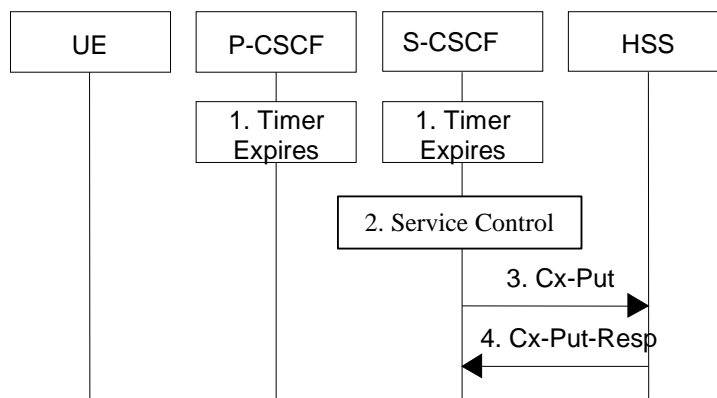 UE
P-CSCF
S-CSCF
HSS
1. Timer
Expires
1. Timer
Expires
2. Service Control
3. Cx-Put
4. Cx-Put-Resp